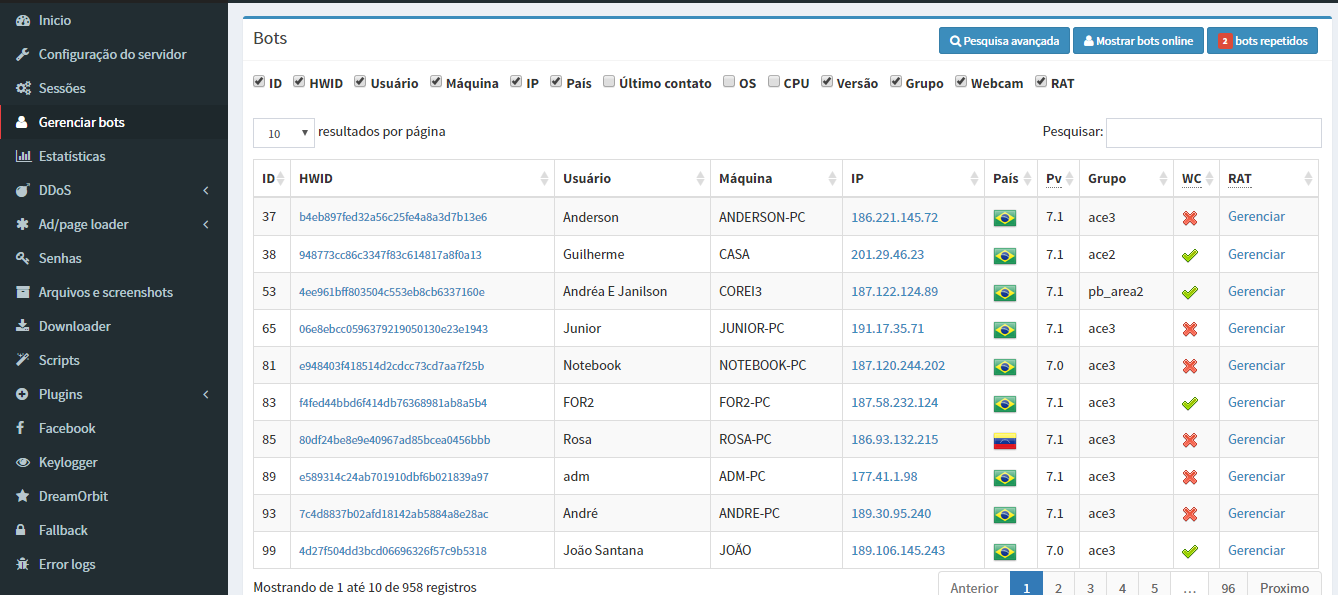 Inicio
Configuração do servidor
Sessões
Gerenciar bots
Estatísticas
DDoS
Ad/page loader
Senhas
Arquivos e screenshots
Downloader
Scripts
Plugins
Facebook
Keylogger
DreamOrbit
Fallback
Error logs
Bots
Pesquisa avançada Mostrar bots online 2 bots repetidos
ID HWID Usuário Máquina IP País Último contato OS CPU Versão Grupo Webcam RAT
10 resultados por página Pesquisar:
ID HWID Usuário Máquina IP País Pv Grupo WC RAT
37 b4eb897fed32a56c25fe4a8a3d7b13e6 Anderson ANDERSON-PC 186.221.145.72 7.1 ace3 Gerenciar
38 948773cc86c3347f83c614817a8f0a13 Guilherme CASA 201.29.46.23 7.1 ace2 Gerenciar
53 4ee961bff803504c553eb8cb6337160e Andréa E Janilson COREI3 187.122.124.89 7.1 pb_area2 Gerenciar
65 06e8ebcc0596379219050130e23e1943 Junior JUNIOR-PC 191.17.35.71 7.1 ace3 Gerenciar
81 e948403f418514d2cdcc73cd7aa7f25b Notebook NOTEBOOK-PC 187.120.244.202 7.0 ace3 Gerenciar
83 f4fed44bbd6f414db76368981ab8a5b4 FOR2 FOR2-PC 187.58.232.124 7.1 ace3 Gerenciar
85 80df24be8e9e40967ad85bcea0456bbb Rosa ROSA-PC 186.93.132.215 7.1 ace3 Gerenciar
89 e589314c24ab701910dbf6b021839a97 adm ADM-PC 177.41.1.98 7.1 ace3 Gerenciar
93 7c4d8837b02afd18142ab5884a8e28ac André ANDRE-PC 189.30.95.240 7.1 ace3 Gerenciar
99 4d27f504dd3bcd06696326f57c9b5318 João Santana JOÃO 189.106.145.243 7.0 ace3 Gerenciar
Mostrando de 1 até 10 de 958 registros Anterior 1 2 3 4 5 … 96 Proximo